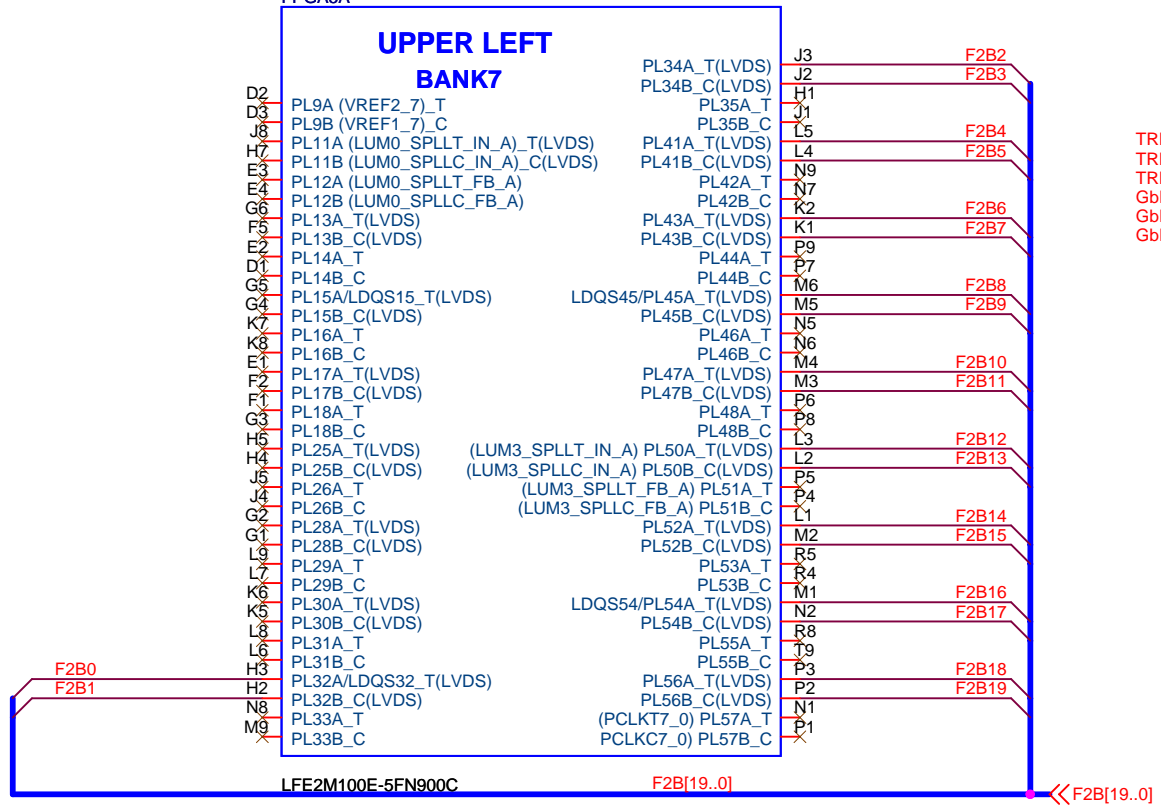 UPPER LEFT
BANK7
D2 PL9A (VREF2_7)_T
D3 PL9B (VREF1_7)_C
J8 PL11A (LUM0_SPLLT_IN_A)_T(LVDS)
H7 PL11B (LUM0_SPLLC_IN_A)_C(LVDS)
E3 PL12A (LUM0_SPLLT_FB_A)
E4 PL12B (LUM0_SPLLC_FB_A)
G6 PL13A_T(LVDS)
F5 PL13B_C(LVDS)
E2 PL14A_T
D1 PL14B_C
G5 PL15A/LDQS15_T(LVDS)
G4 PL15B_C(LVDS)
K7 PL16A_T
K8 PL16B_C
E1 PL17A_T(LVDS)
F2 PL17B_C(LVDS)
F1 PL18A_T
G3 PL18B_C
H5 PL25A_T(LVDS)
H4 PL25B_C(LVDS)
J5 PL26A_T
J4 PL26B_C
G2 PL28A_T(LVDS)
G1 PL28B_C(LVDS)
L9 PL29A_T
L7 PL29B_C
K6 PL30A_T(LVDS)
K5 PL30B_C(LVDS)
L8 PL31A_T
L6 PL31B_C
F2B0 H3 PL32A/LDQS32_T(LVDS)
F2B1 H2 PL32B_C(LVDS)
N8 PL33A_T
M9 PL33B_C
PL34A_T(LVDS) J3 F2B2
PL34B_C(LVDS) J2 F2B3
PL35A_T H1
PL35B_C J1
PL41A_T(LVDS) L5 F2B4
PL41B_C(LVDS) L4 F2B5
PL42A_T N9
PL42B_C N7
PL43A_T(LVDS) K2 F2B6
PL43B_C(LVDS) K1 F2B7
PL44A_T P9
PL44B_C P7
LDQS45/PL45A_T(LVDS) M6 F2B8
PL45B_C(LVDS) M5 F2B9
PL46A_T N5
PL46B_C N6
PL47A_T(LVDS) M4 F2B10
PL47B_C(LVDS) M3 F2B11
PL48A_T P6
PL48B_C P8
(LUM3_SPLLT_IN_A) PL50A_T(LVDS) L3 F2B12
(LUM3_SPLLC_IN_A) PL50B_C(LVDS) L2 F2B13
(LUM3_SPLLT_FB_A) PL51A_T P5
(LUM3_SPLLC_FB_A) PL51B_C P4
PL52A_T(LVDS) L1 F2B14
PL52B_C(LVDS) M2 F2B15
PL53A_T R5
PL53B_C R4
LDQS54/PL54A_T(LVDS) M1 F2B16
PL54B_C(LVDS) N2 F2B17
PL55A_T R8
PL55B_C T9
PL56A_T(LVDS) P3 F2B18
PL56B_C(LVDS) P2 F2B19
(PCLKT7_0) PL57A_T N1
PCLKC7_0) PL57B_C P1
LFE2M100E-5FN900C
F2B[19..0]
F2B[19..0]